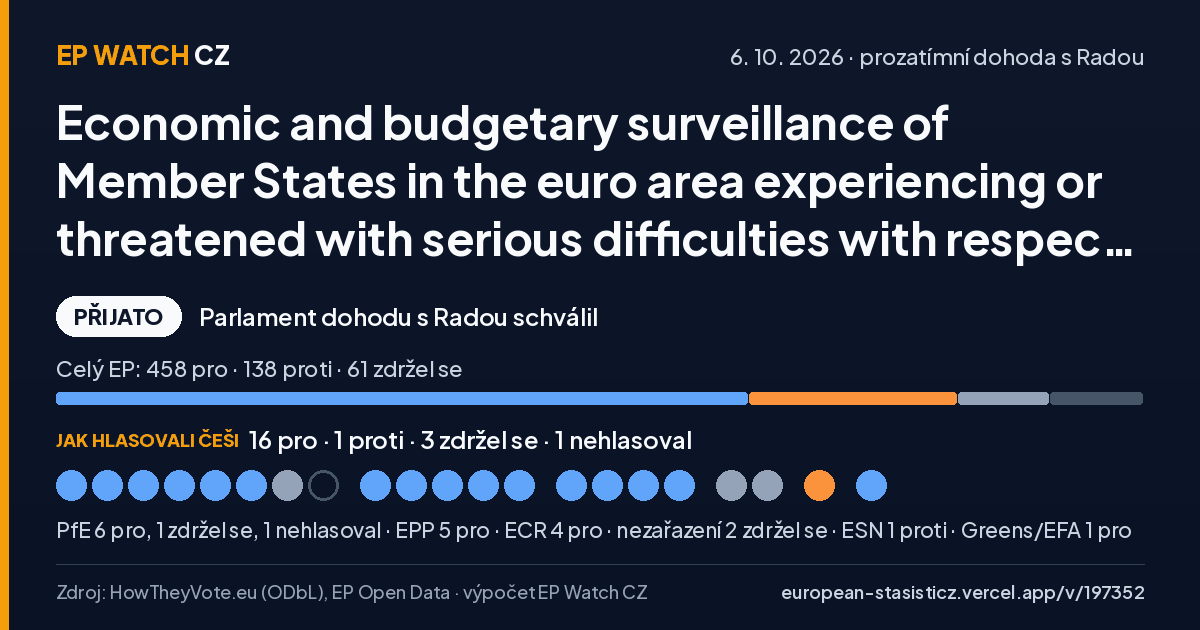 EP WATCH CZ
6. 10. 2026 · prozatímní dohoda s Radou
Economic and budgetary surveillance of
Member States in the euro area experiencing or
threatened with serious difficulties with respec…
PŘIJATO
Parlament dohodu s Radou schválil
Celý EP: 458 pro · 138 proti · 61 zdržel se
JAK HLASOVALI ČEŠI 16 pro · 1 proti · 3 zdržel se · 1 nehlasoval
PfE 6 pro, 1 zdržel se, 1 nehlasoval · EPP 5 pro · ECR 4 pro · nezařazení 2 zdržel se · ESN 1 proti · Greens/EFA 1 pro
Zdroj: HowTheyVote.eu (ODbL), EP Open Data · výpočet EP Watch CZ
european-stasisticz.vercel.app/v/197352